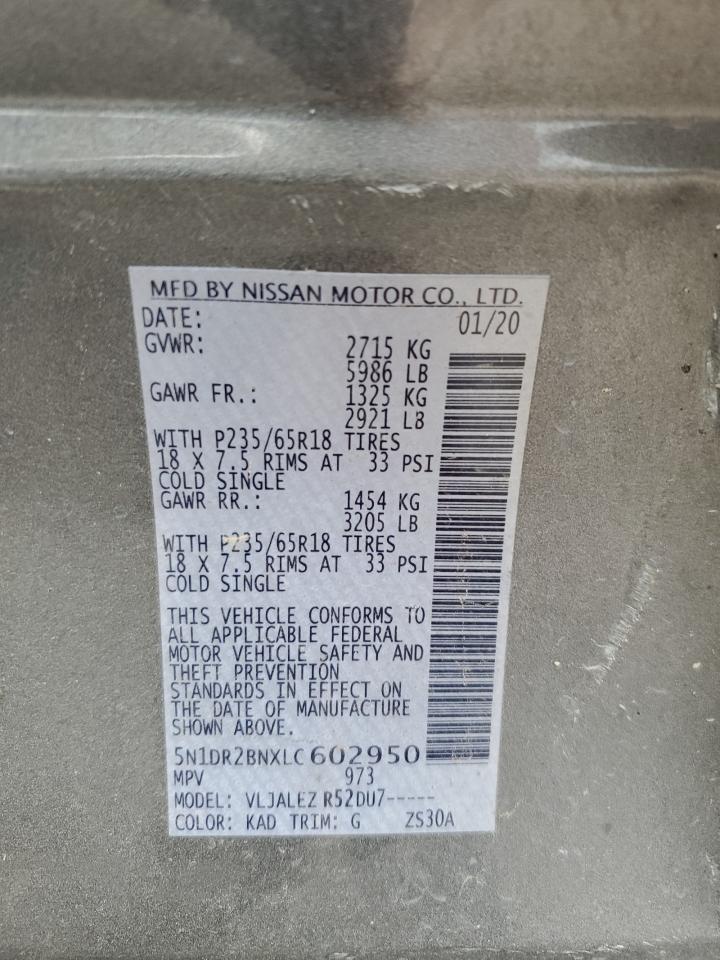 MFD BY NISSAN MOTOR CO., LTD.
DATE: 01/20
GVWR: 2715 KG
5986 LB
GAWR FR.: 1325 KG
2921 LB
WITH P235/65R18 TIRES
18 X 7.5 RIMS AT 33 PSI
COLD SINGLE
GAWR RR.: 1454 KG
3205 LB
WITH P235/65R18 TIRES
18 X 7.5 RIMS AT 33 PSI
COLD SINGLE
THIS VEHICLE CONFORMS TO
ALL APPLICABLE FEDERAL
MOTOR VEHICLE SAFETY AND
THEFT PREVENTION
STANDARDS IN EFFECT ON
THE DATE OF MANUFACTURE
SHOWN ABOVE.
5N1DR2BNXLC602950
MPV 973
MODEL: VLJALEZ R52DU7-----
COLOR: KAD TRIM: G ZS30A